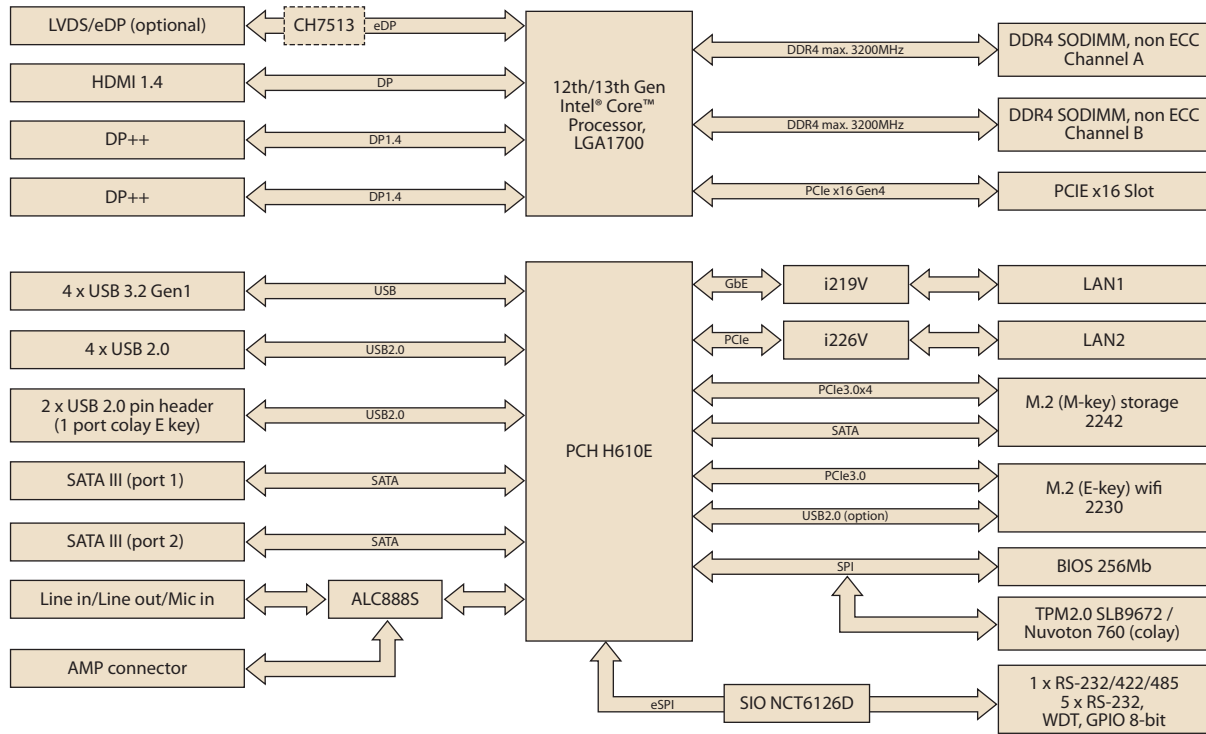 LVDS/eDP (optional)
CH7513
eDP
HDMI 1.4
DP
DP++
DP1.4
DP++
DP1.4
12th/13th Gen
Intel® Core™
Processor,
LGA1700
DDR4 max. 3200MHz
DDR4 SODIMM, non ECC
Channel A
DDR4 max. 3200MHz
DDR4 SODIMM, non ECC
Channel B
PCIe x16 Gen4
PCIE x16 Slot
4 x USB 3.2 Gen1
USB
4 x USB 2.0
USB2.0
2 x USB 2.0 pin header
(1 port colay E key)
USB2.0
SATA III (port 1)
SATA
SATA III (port 2)
SATA
Line in/Line out/Mic in
ALC888S
AMP connector
PCH H610E
GbE
i219V
LAN1
PCIe
i226V
LAN2
PCIe3.0x4
SATA
M.2 (M-key) storage
2242
PCIe3.0
USB2.0 (option)
M.2 (E-key) wifi
2230
SPI
BIOS 256Mb
TPM2.0 SLB9672 /
Nuvoton 760 (colay)
eSPI
SIO NCT6126D
1 x RS-232/422/485
5 x RS-232,
WDT, GPIO 8-bit